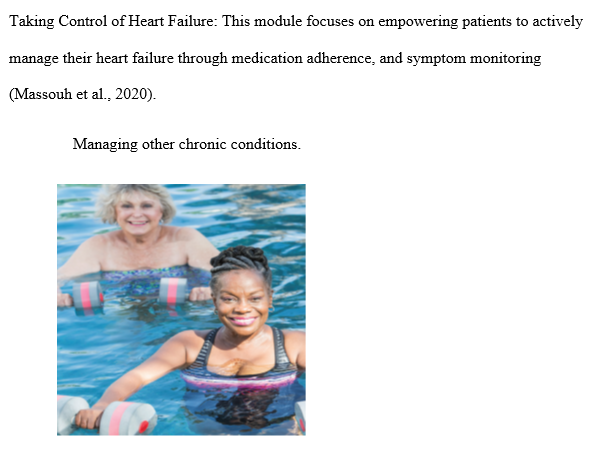 Taking Control of Heart Failure: This module focuses on empowering patients to actively
manage their heart failure through medication adherence, and symptom monitoring
(Massouh et al., 2020).
Managing other chronic conditions.